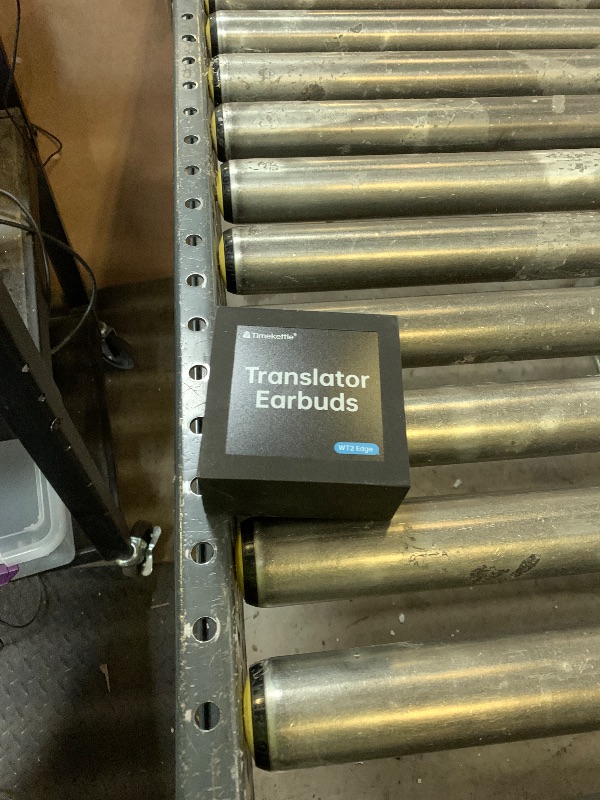 Timekettle®
Translator
Earbuds
WT2 Edge